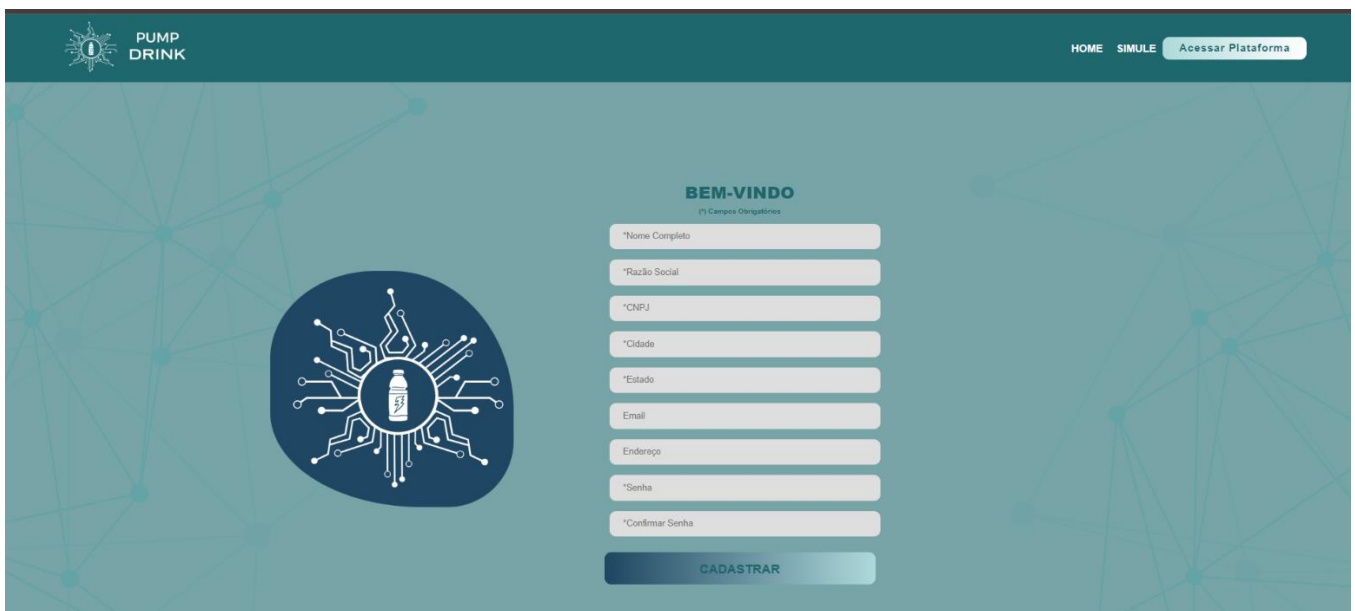 PUMP
DRINK
HOME SIMULE Acessar Plataforma
BEM-VINDO
(*) Campos Obrigatórios
*Nome Completo
*Razão Social
*CNPJ
*Cidade
*Estado
Email
Endereço
*Senha
*Confirmar Senha
CADASTRAR